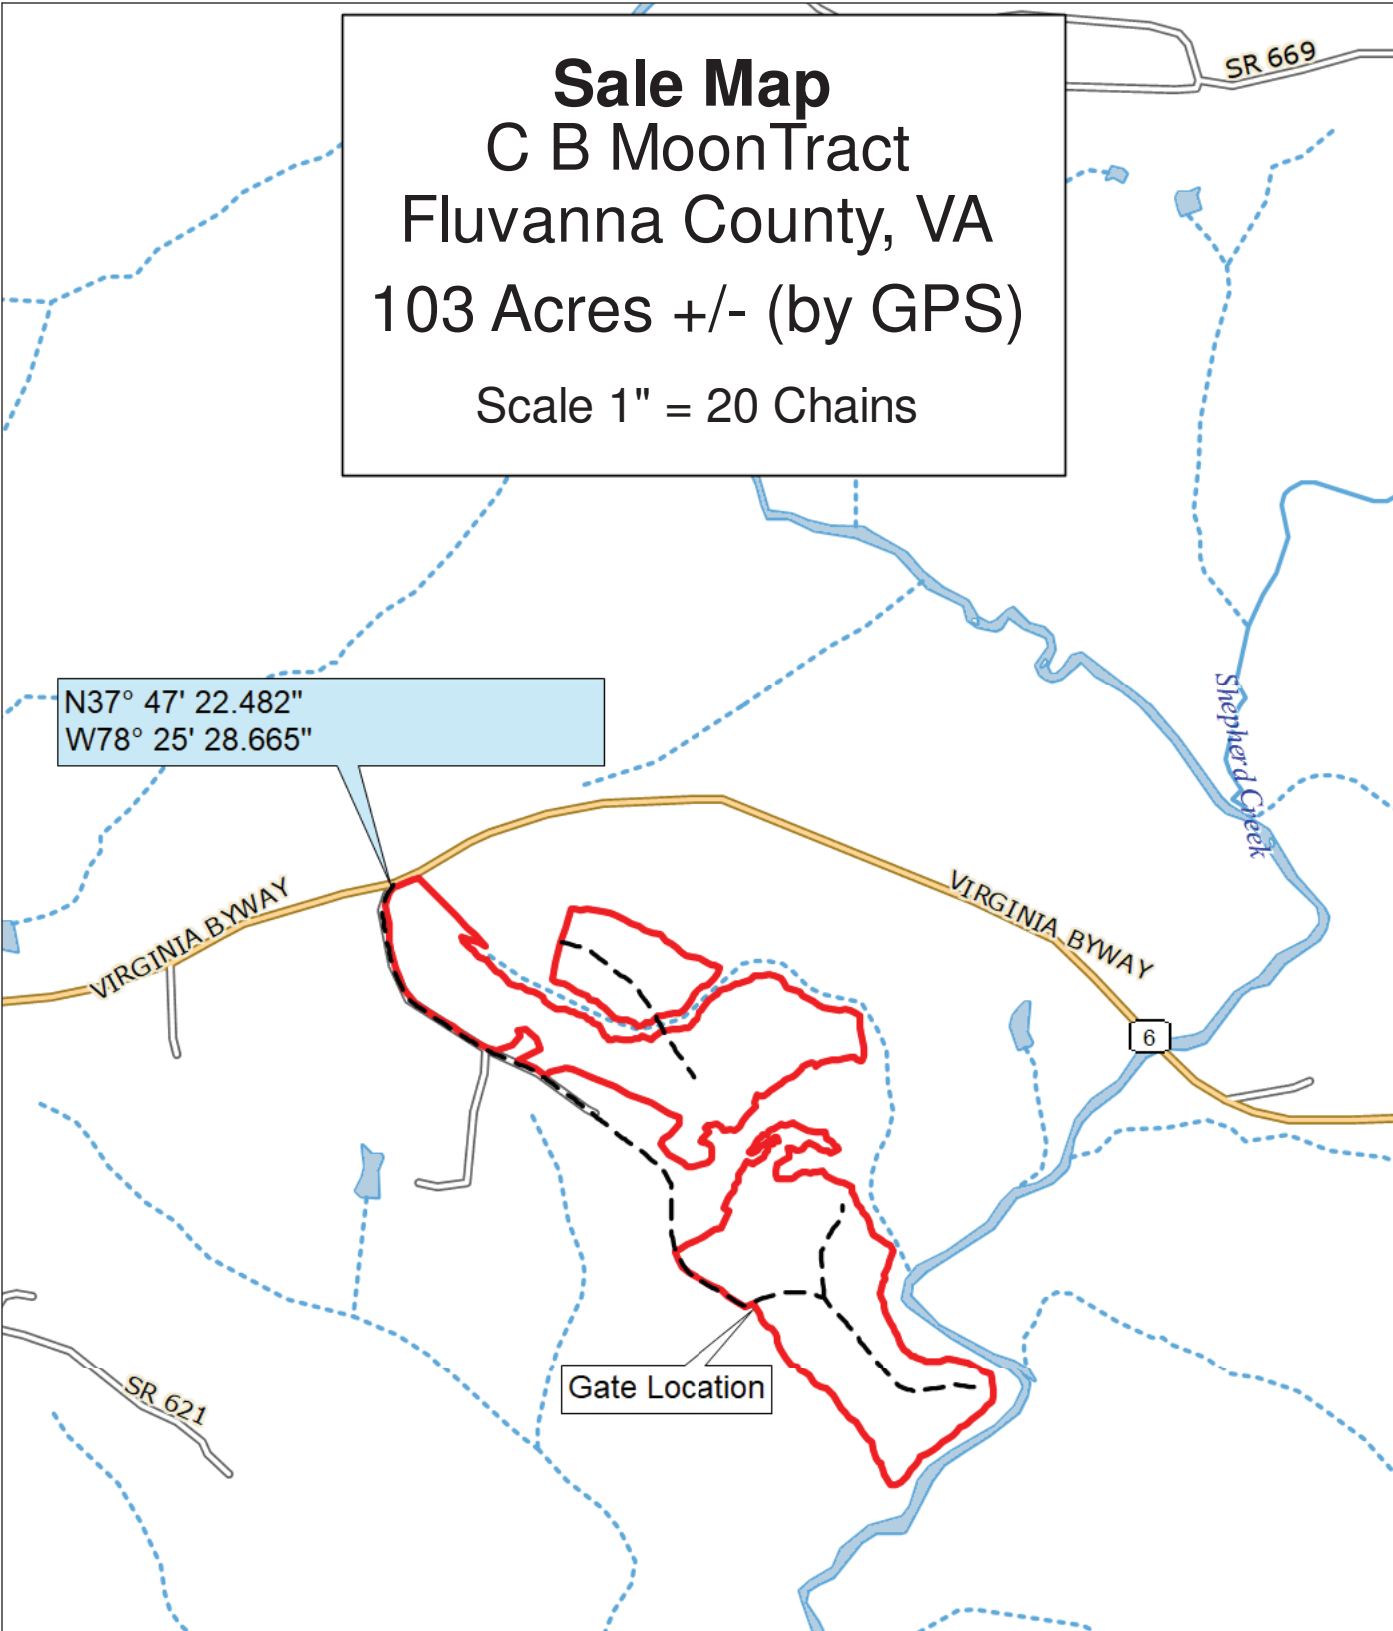 Sale Map
C B MoonTract
Fluvanna County, VA
103 Acres +/- (by GPS)
Scale 1" = 20 Chains
SR 669
N37° 47' 22.482"
W78° 25' 28.665"
Shepherd Creek
VIRGINIA BYWAY
VIRGINIA BYWAY
6
Gate Location
SR 621